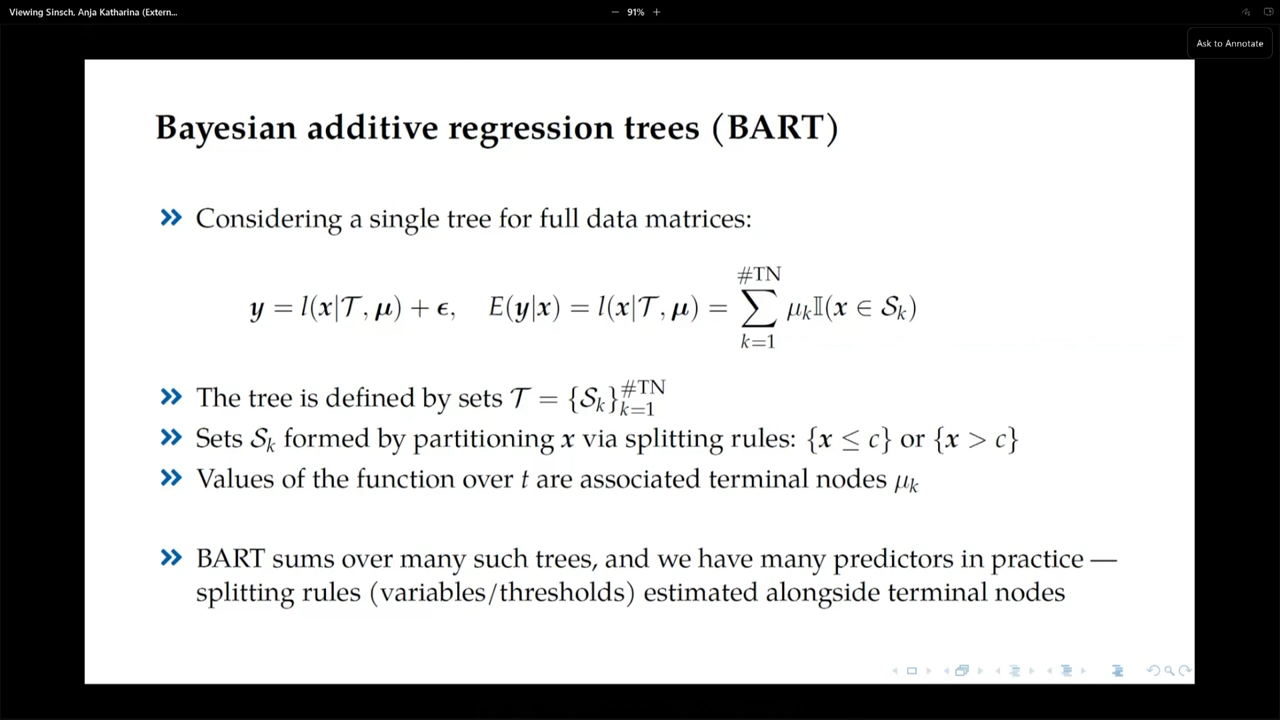 Viewing Sinsch, Anja Katharina (Extern...
− 91% +
Ask to Annotate
Bayesian additive regression trees (BART)
Considering a single tree for full data matrices:
y = l(x|𝒯, μ) + ϵ, E(y|x) = l(x|𝒯, μ) = ∑_{k=1}^{#TN} μ_k 𝕀(x ∈ 𝒮_k)
The tree is defined by sets 𝒯 = {𝒮_k}_{k=1}^{#TN}
Sets 𝒮_k formed by partitioning x via splitting rules: {x ≤ c} or {x > c}
Values of the function over t are associated terminal nodes μ_k
BART sums over many such trees, and we have many predictors in practice —
splitting rules (variables/thresholds) estimated alongside terminal nodes